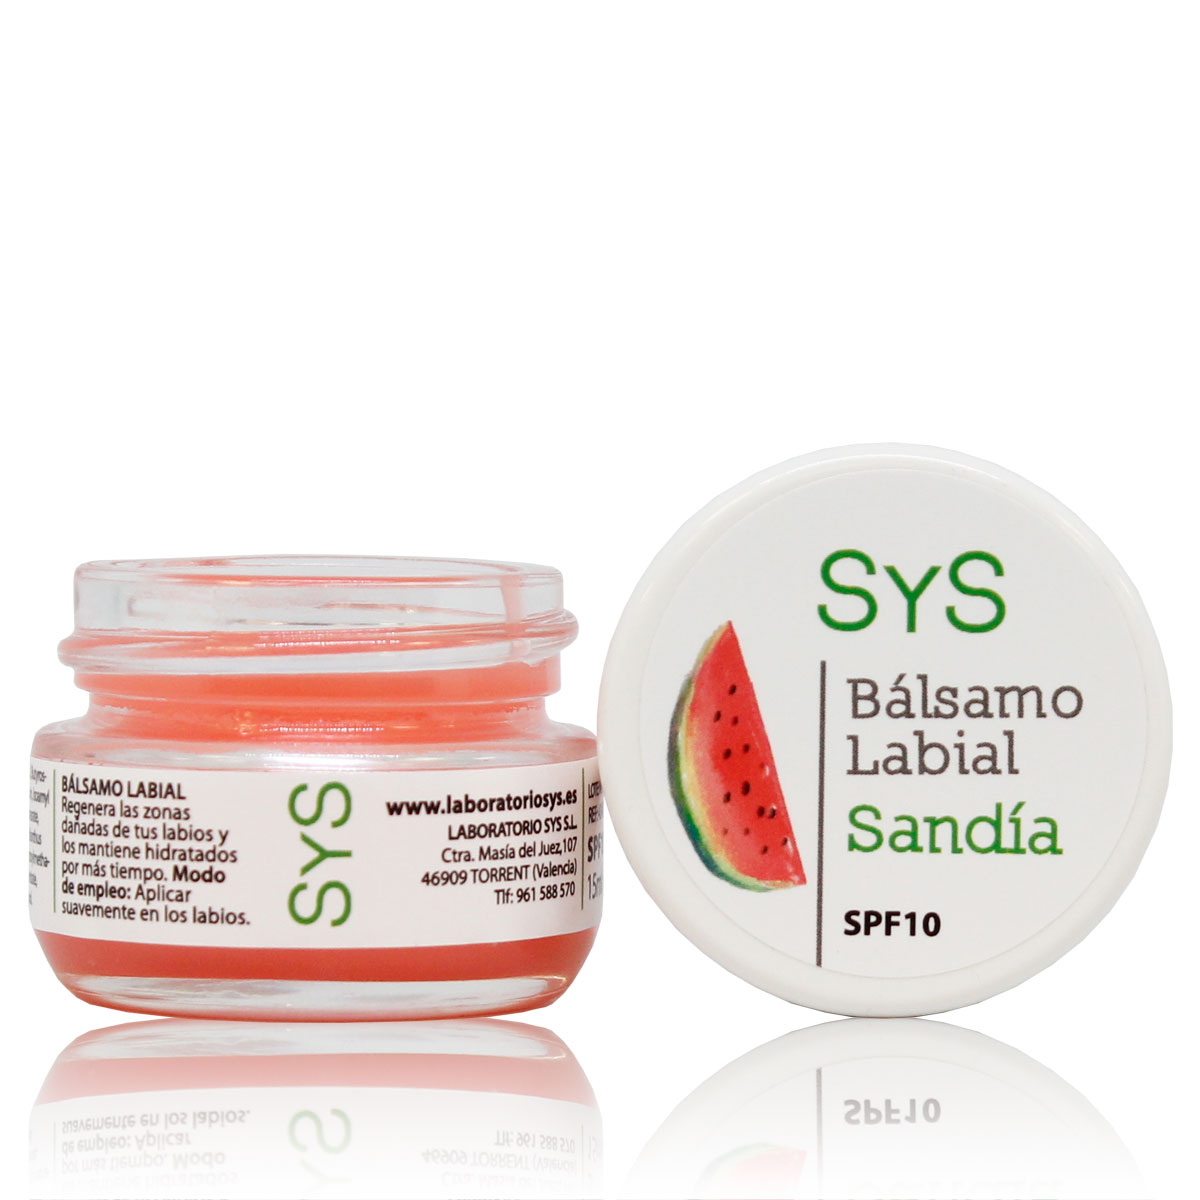 BÁLSAMO LABIAL
Regenera las zonas
dañadas de tus labios y
los mantiene hidratados
por más tiempo. Modo
de empleo: Aplicar
suavemente en los labios.
SYS
www.laboratoriosys.es
LABORATORIO SYS S.L.
Ctra. Masía del Juez,107
46909 TORRENT (Valencia)
Tlf: 961 588 570
SPF
15m
SYS
Bálsamo
Labial
Sandía
SPF10